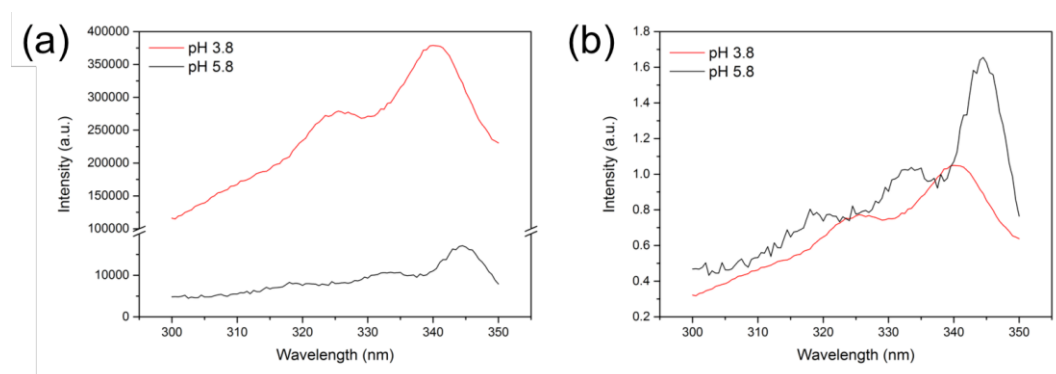 (a)
400000
350000
300000
250000
200000
150000
100000
10000
0
Intensity (a.u.)
pH 3.8
pH 5.8
300 310 320 330 340 350
Wavelength (nm)
(b)
1.8
1.6
1.4
1.2
1.0
0.8
0.6
0.4
0.2
Intensity (a.u.)
pH 3.8
pH 5.8
300 310 320 330 340 350
Wavelength (nm)